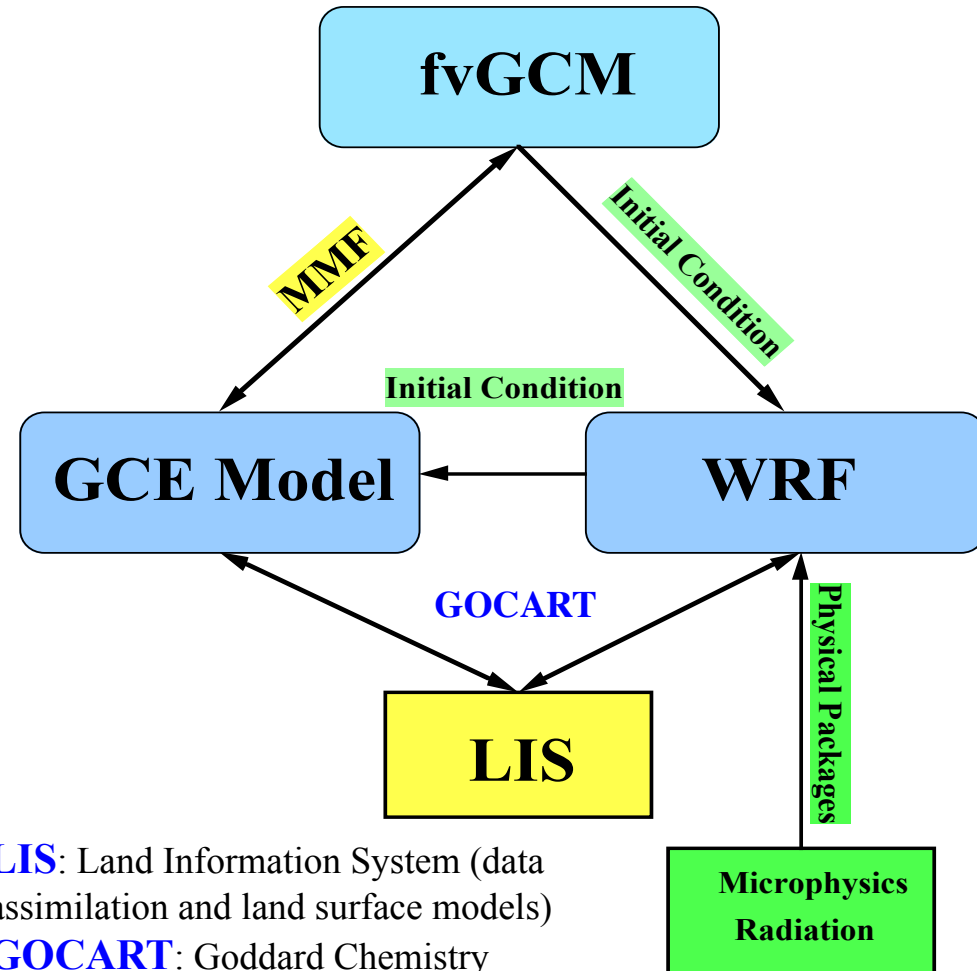 fvGCM
MMF
Initial Condition
Initial Condition
GCE Model
WRF
GOCART
Physical Packages
LIS
LIS: Land Information System (data
assimilation and land surface models)
GOCART: Goddard Chemistry
Microphysics
Radiation